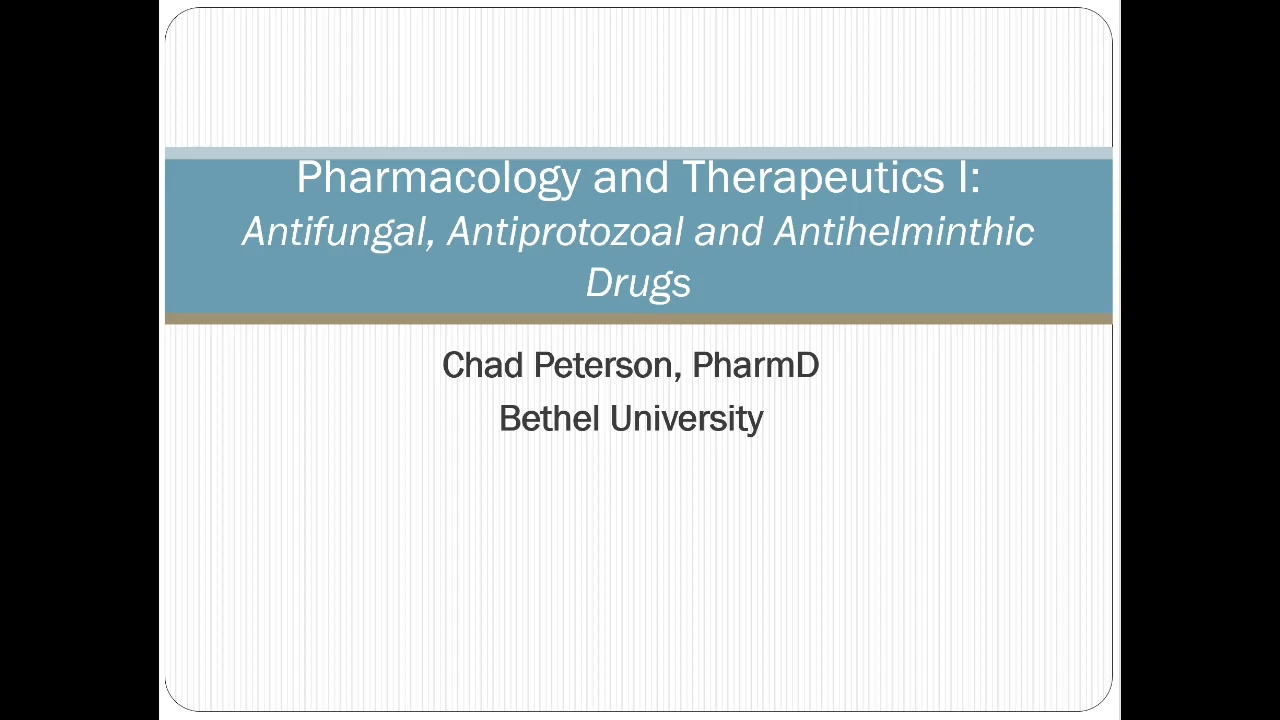 Pharmacology and Therapeutics I:
Antifungal, Antiprotozoal and Antihelminthic
Drugs
Chad Peterson, PharmD
Bethel University